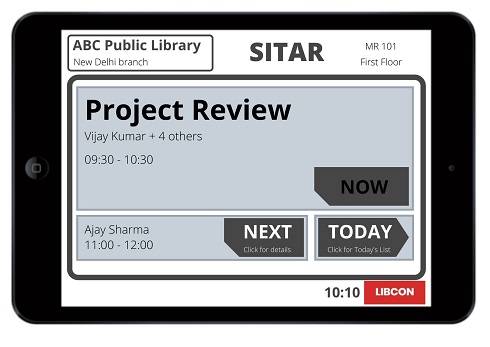 ABC Public Library
New Delhi branch
SITAR
MR 101
First Floor
Project Review
Vijay Kumar + 4 others
09:30 - 10:30
NOW
Ajay Sharma
11:00 - 12:00
NEXT
Click for details
TODAY
Click for Today's List
10:10
LIBCON